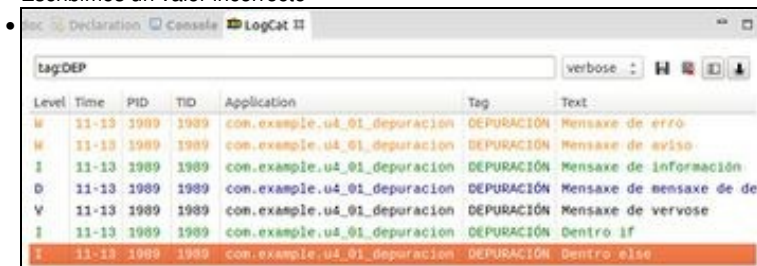 doc Declaration Console LogCat
tag:DEP verbose
Level Time PID TID Application Tag Text
W 11-13 1989 1989 com.example.u4_01_depuracion DEPURACIÓN Mensaxe de erro
W 11-13 1989 1989 com.example.u4_01_depuracion DEPURACIÓN Mensaxe de aviso
I 11-13 1989 1989 com.example.u4_01_depuracion DEPURACIÓN Mensaxe de información
D 11-13 1989 1989 com.example.u4_01_depuracion DEPURACIÓN Mensaxe de mensaxe de de
V 11-13 1989 1989 com.example.u4_01_depuracion DEPURACIÓN Mensaxe de vervose
I 11-13 1989 1989 com.example.u4_01_depuracion DEPURACIÓN Dentro if
I 11-13 1989 1989 com.example.u4_01_depuracion DEPURACIÓN Dentro else